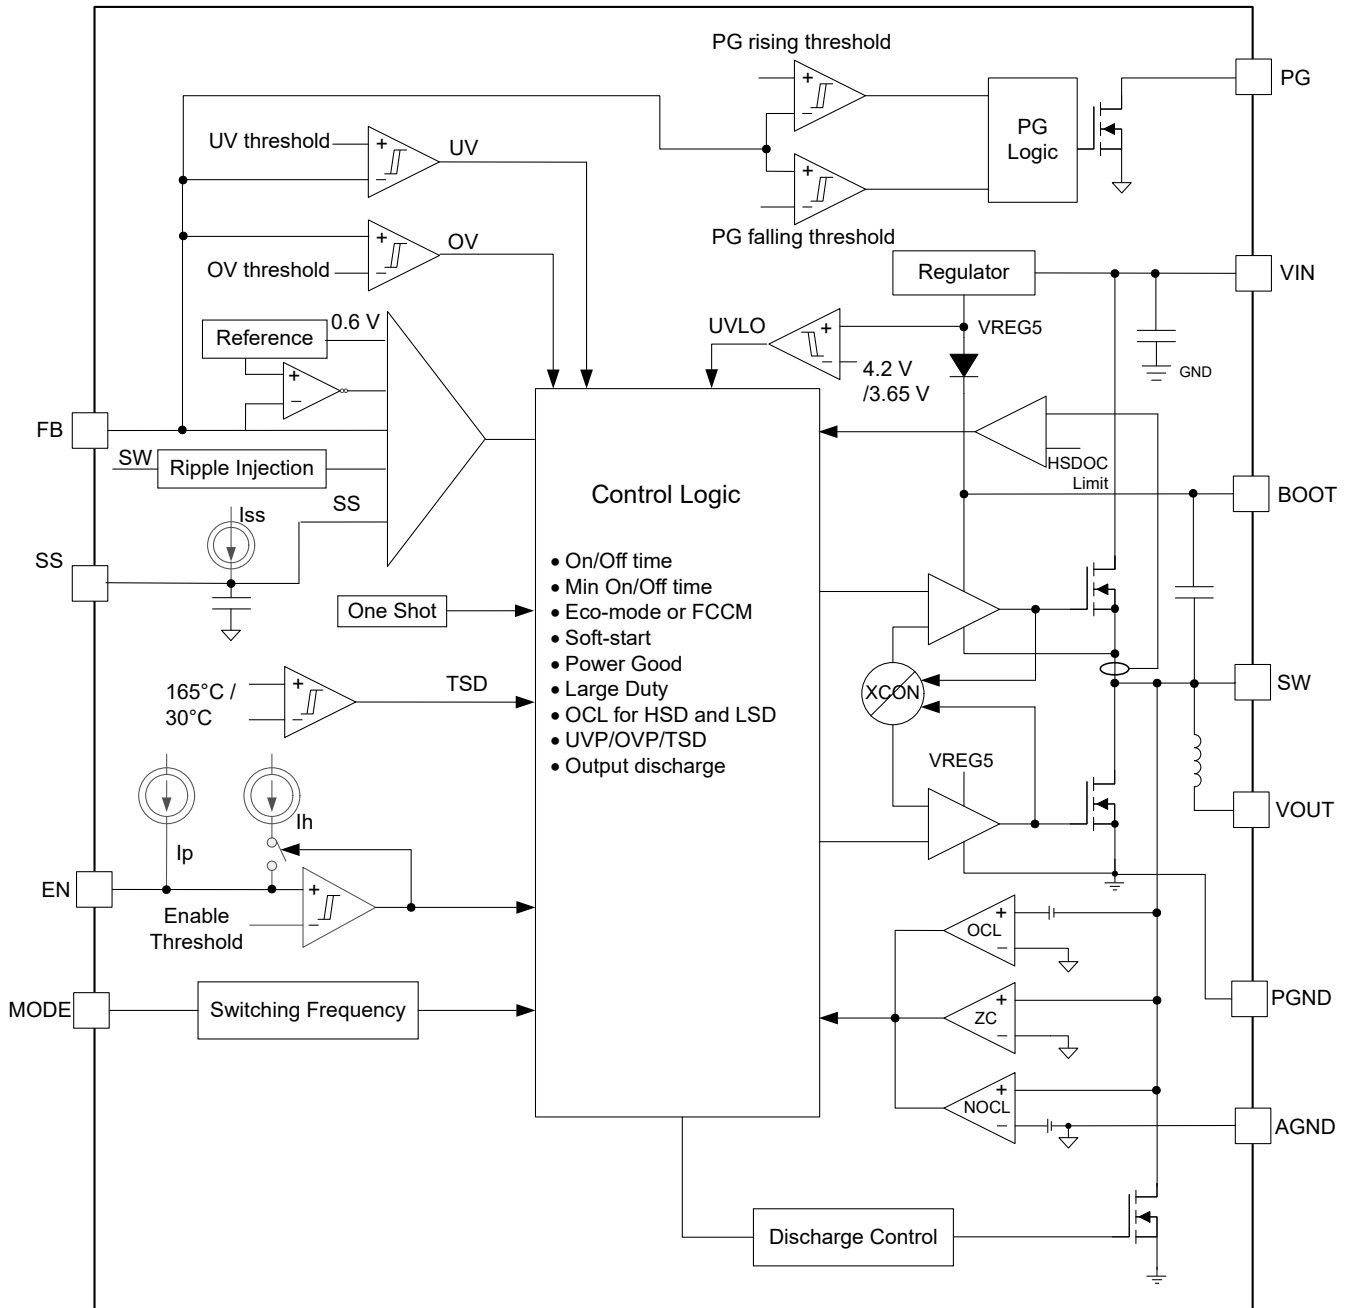 PG rising threshold
PG
UV threshold
+
−
UV
+
−
PG
Logic
+
−
OV threshold
+
−
OV
PG falling threshold
Regulator
VIN
Reference
0.6 V
UVLO
+
−
VREG5
4.2 V
/3.65 V
GND
+
−
FB
SW
Ripple Injection
HSDOC
Limit
BOOT
Iss
SS
SS
Control Logic
• On/Off time
• Min On/Off time
• Eco-mode or FCCM
• Soft-start
• Power Good
• Large Duty
• OCL for HSD and LSD
• UVP/OVP/TSD
• Output discharge
One Shot
165°C /
30°C
+
−
TSD
XCON
SW
VREG5
VOUT
Ip
Ih
EN
+
−
Enable
Threshold
OCL
+
−
MODE
Switching Frequency
ZC
+
−
PGND
NOCL
+
−
AGND
Discharge Control